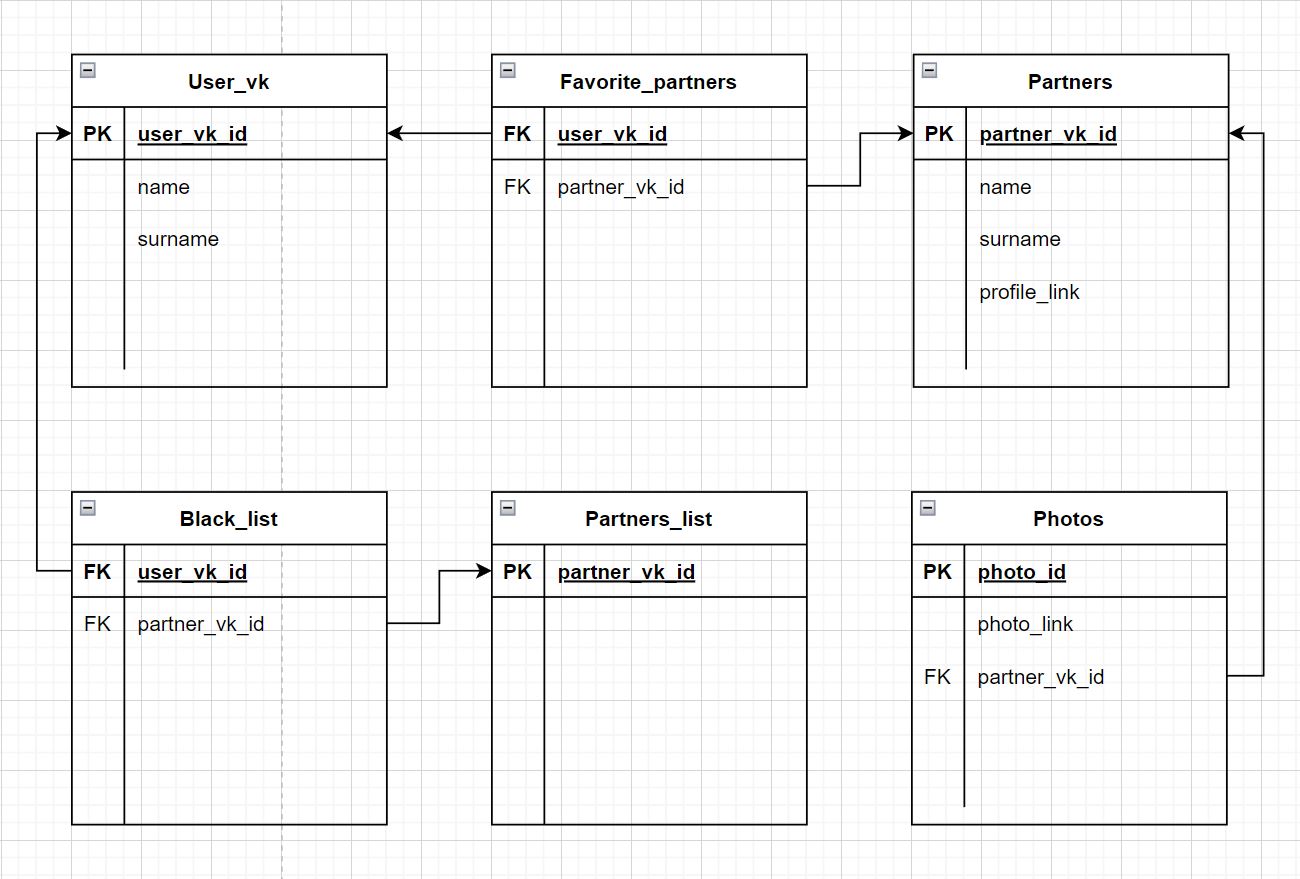 User_vk
PK user_vk_id
name
surname
Favorite_partners
FK user_vk_id
FK partner_vk_id
Partners
PK partner_vk_id
name
surname
profile_link
Black_list
FK user_vk_id
FK partner_vk_id
Partners_list
PK partner_vk_id
Photos
PK photo_id
photo_link
FK partner_vk_id